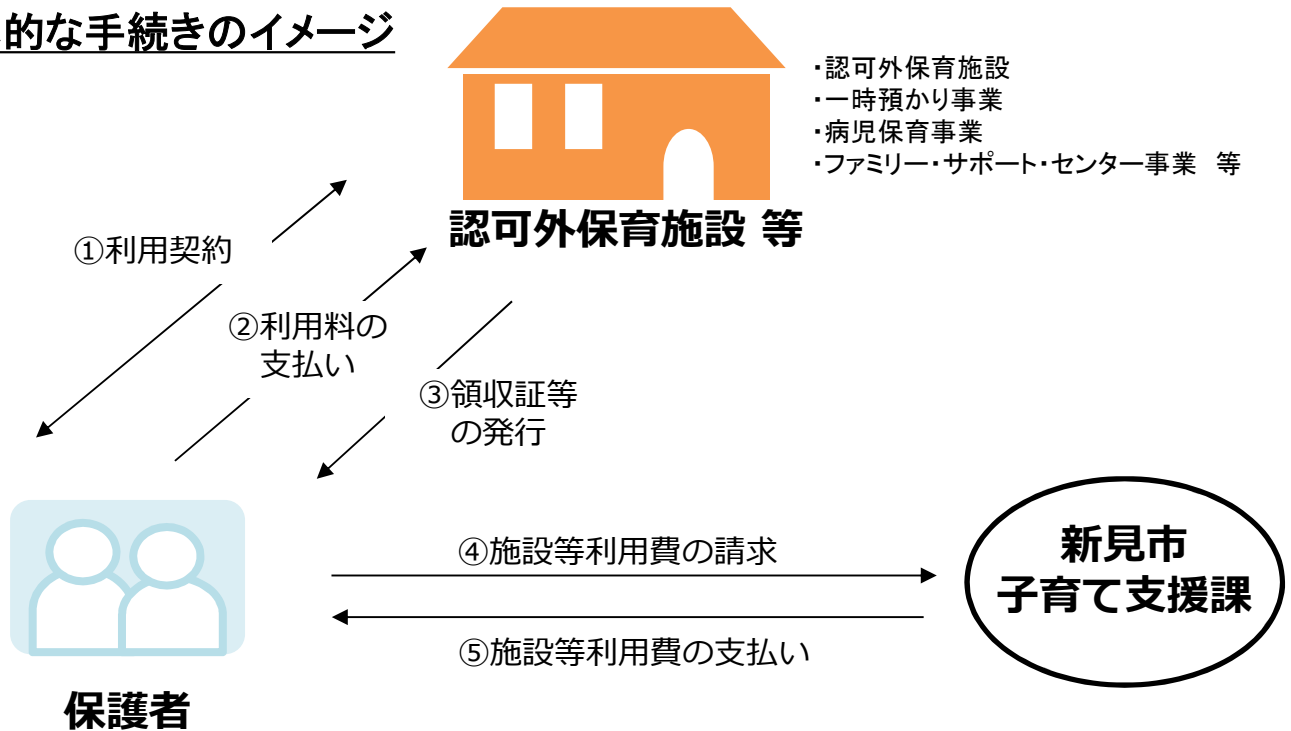 的な手続きのイメージ
・認可外保育施設
・一時預かり事業
・病児保育事業
・ファミリー・サポート・センター事業 等
認可外保育施設 等
①利用契約
②利用料の
支払い
③領収証等
の発行
④施設等利用費の請求
新見市
子育て支援課
⑤施設等利用費の支払い
保護者